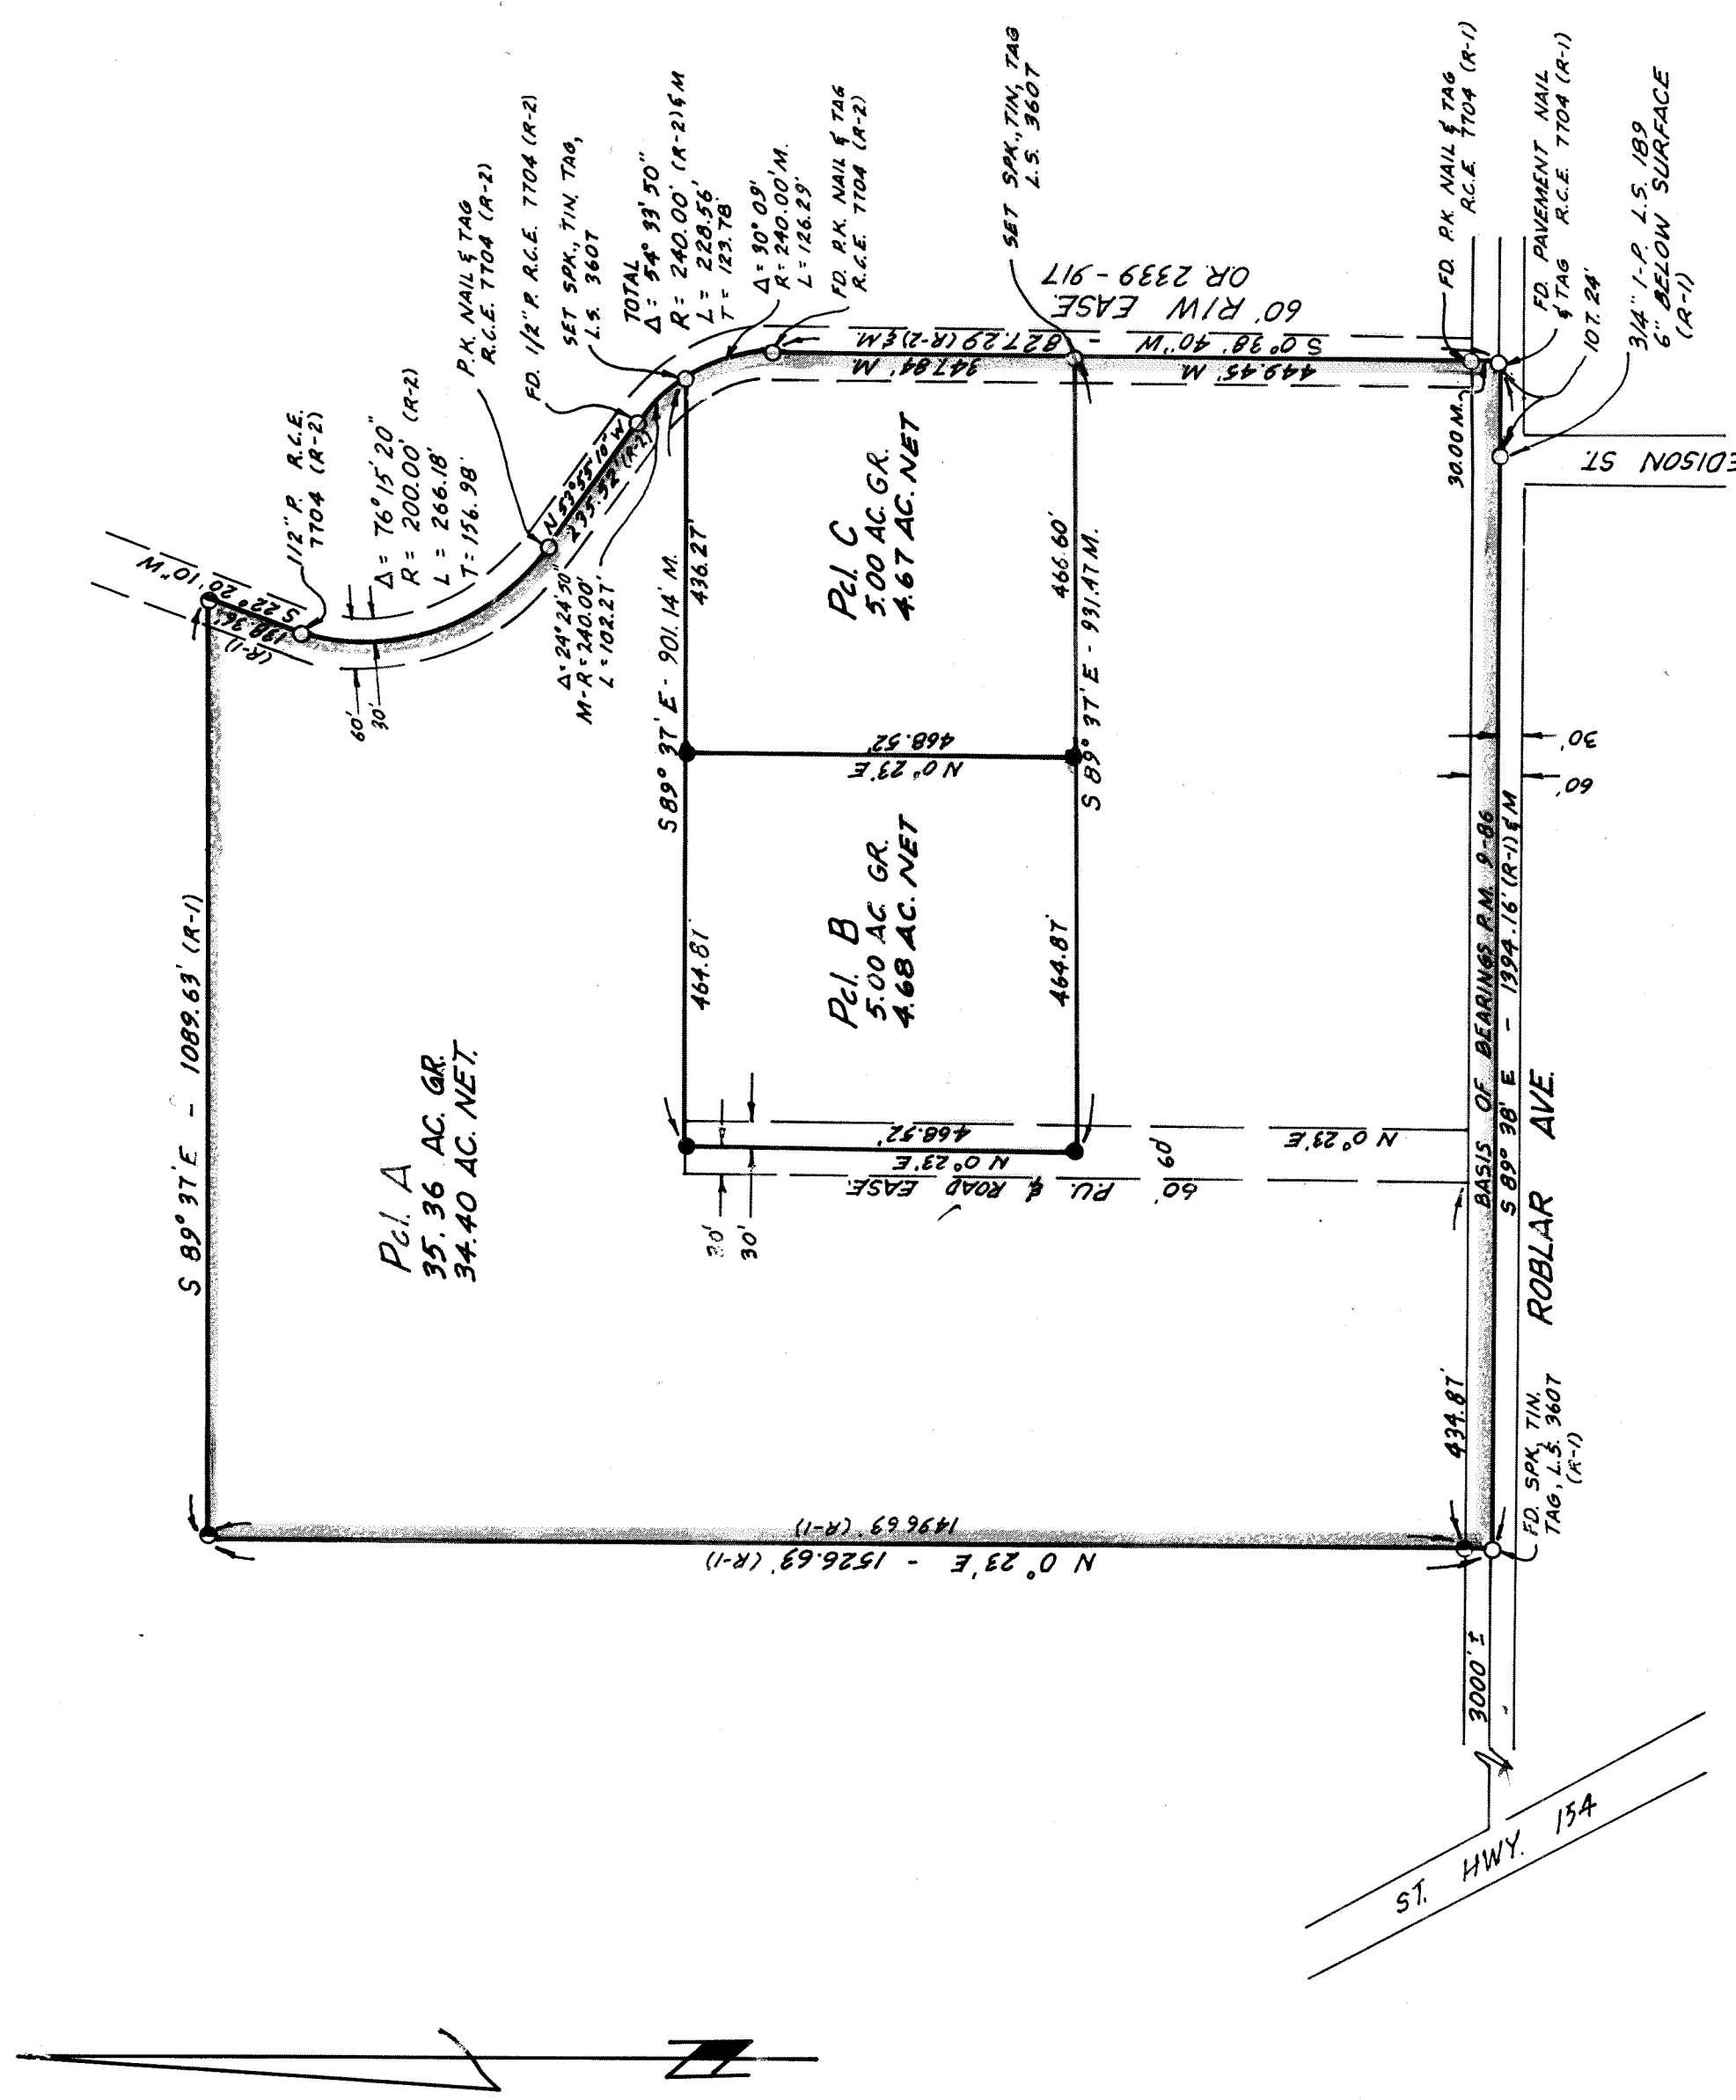 S 89° 37' E - 1089.63' (R-1)
Pcl. A
35.36 AC. GR.
34.40 AC. NET.
N 0° 23' E - 1526.63' (R-1)
1496.63' (R-1)
S 22° 20' 10" W
138.36'
(R-1)
1/2" P. R.C.E.
7704 (R-2)
Δ = 76° 15' 20"
R = 200.00' (R-2)
L = 266.18'
T = 156.98'
60'
30'
P.K. NAIL & TAG
R.C.E. 7704 (R-2)
N 53° 55' 10" W
235.92' (R-2)
FD. 1/2" P. R.C.E. 7704 (R-2)
SET SPK., TIN, TAG,
L.S. 3607
TOTAL
Δ = 54° 33' 50"
R = 240.00' (R-2) & M
L = 228.56'
T = 123.78'
Δ = 30° 09'
R = 240.00' M.
L = 126.29'
FD. P.K. NAIL & TAG
R.C.E. 7704 (R-2)
Δ = 24° 24' 50"
M - R = 240.00'
L = 102.27'
S 89° 37' E - 901.14' M.
464.87'
436.27'
Pcl. B
5.00 AC. GR.
4.68 AC. NET
Pcl. C
5.00 AC. GR.
4.67 AC. NET
N 0° 23' E
468.52'
N 0° 23' E
468.52'
464.87'
466.60'
S 89° 37' E - 931.47 M.
30'
30'
60' P.U. & ROAD EASE.
60'
N 0° 23' E
SET SPK., TIN, TAG
L.S. 3607
60' R/W EASE.
O.R. 2339 - 917
S 0° 38' 40" W - 827.29 (R-2) & M.
347.84' M.
449.45' M
30.00 M.
FD. P.K. NAIL & TAG
R.C.E. 7704 (R-1)
FD. PAVEMENT NAIL
& TAG R.C.E. 7704 (R-1)
107.24'
3/4" I-P. L.S. 189
6" BELOW SURFACE
(R-1)
EDISON ST.
434.87'
BASIS OF BEARINGS P.M. 9-86
S 89° 38' E - 1394.16' (R-1) & M
30'
60'
ROBLAR AVE.
FD. SPK, TIN.
TAG, L.S. 3607
(R-1)
3000' ±
ST. HWY. 154